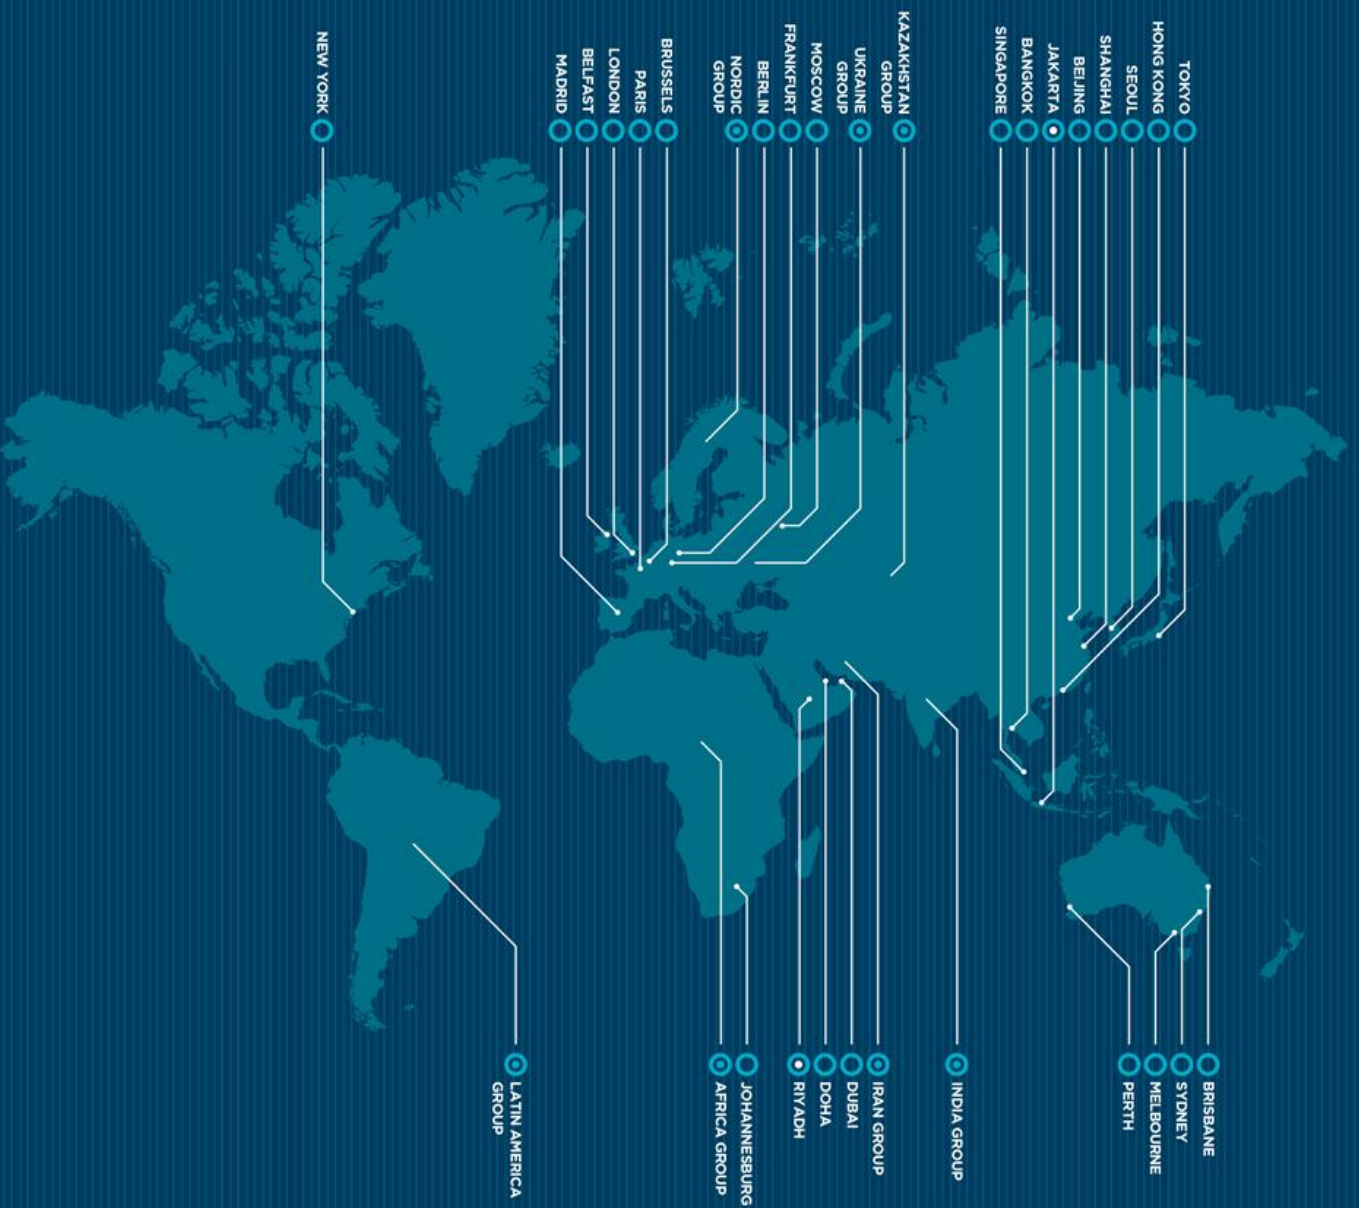 NEW YORK
MADRID
BELFAST
LONDON
PARIS
BRUSSELS
NORDIC
GROUP
BERLIN
FRANKFURT
MOSCOW
UKRAINE
GROUP
KAZAKHSTAN
GROUP
SINGAPORE
BANGKOK
JAKARTA
BEIJING
SHANGHAI
SEOUL
HONG KONG
TOKYO
LATIN AMERICA
GROUP
AFRICA GROUP
JOHANNESBURG
RIYADH
DOHA
DUBAI
IRAN GROUP
INDIA GROUP
PERTH
MELBOURNE
SYDNEY
BRISBANE